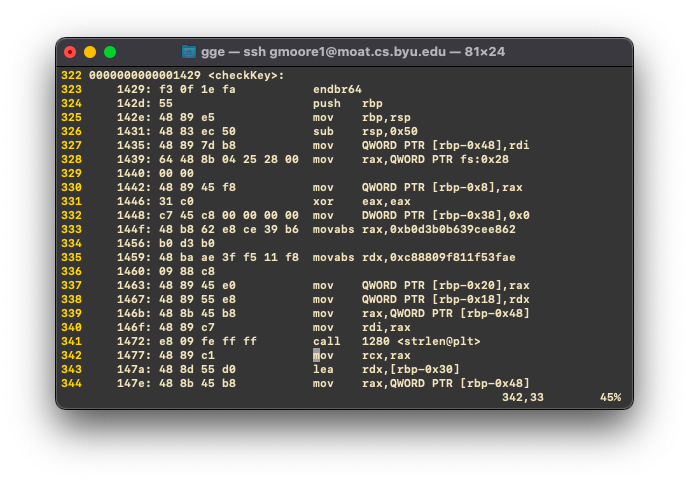 gge — ssh gmoore1@moat.cs.byu.edu — 81×24
322 0000000000001429 <checkKey>:
323     1429: f3 0f 1e fa           endbr64
324     142d: 55                    push   rbp
325     142e: 48 89 e5              mov    rbp,rsp
326     1431: 48 83 ec 50           sub    rsp,0x50
327     1435: 48 89 7d b8           mov    QWORD PTR [rbp-0x48],rdi
328     1439: 64 48 8b 04 25 28 00  mov    rax,QWORD PTR fs:0x28
329     1440: 00 00
330     1442: 48 89 45 f8           mov    QWORD PTR [rbp-0x8],rax
331     1446: 31 c0                 xor    eax,eax
332     1448: c7 45 c8 00 00 00 00  mov    DWORD PTR [rbp-0x38],0x0
333     144f: 48 b8 62 e8 ce 39 b6  movabs rax,0xb0d3b0b639cee862
334     1456: b0 d3 b0
335     1459: 48 ba ae 3f f5 11 f8  movabs rdx,0xc88809f811f53fae
336     1460: 09 88 c8
337     1463: 48 89 45 e0           mov    QWORD PTR [rbp-0x20],rax
338     1467: 48 89 55 e8           mov    QWORD PTR [rbp-0x18],rdx
339     146b: 48 8b 45 b8           mov    rax,QWORD PTR [rbp-0x48]
340     146f: 48 89 c7              mov    rdi,rax
341     1472: e8 09 fe ff ff        call   1280 <strlen@plt>
342     1477: 48 89 c1              mov    rcx,rax
343     147a: 48 8d 55 d0           lea    rdx,[rbp-0x30]
344     147e: 48 8b 45 b8           mov    rax,QWORD PTR [rbp-0x48]
342,33        45%